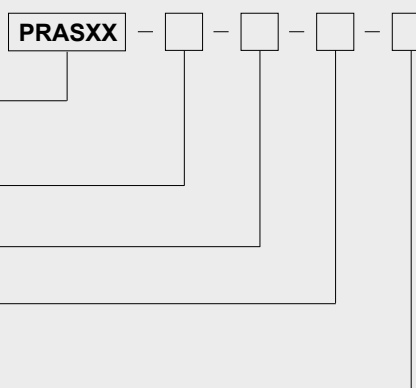 PRASXX – – – –